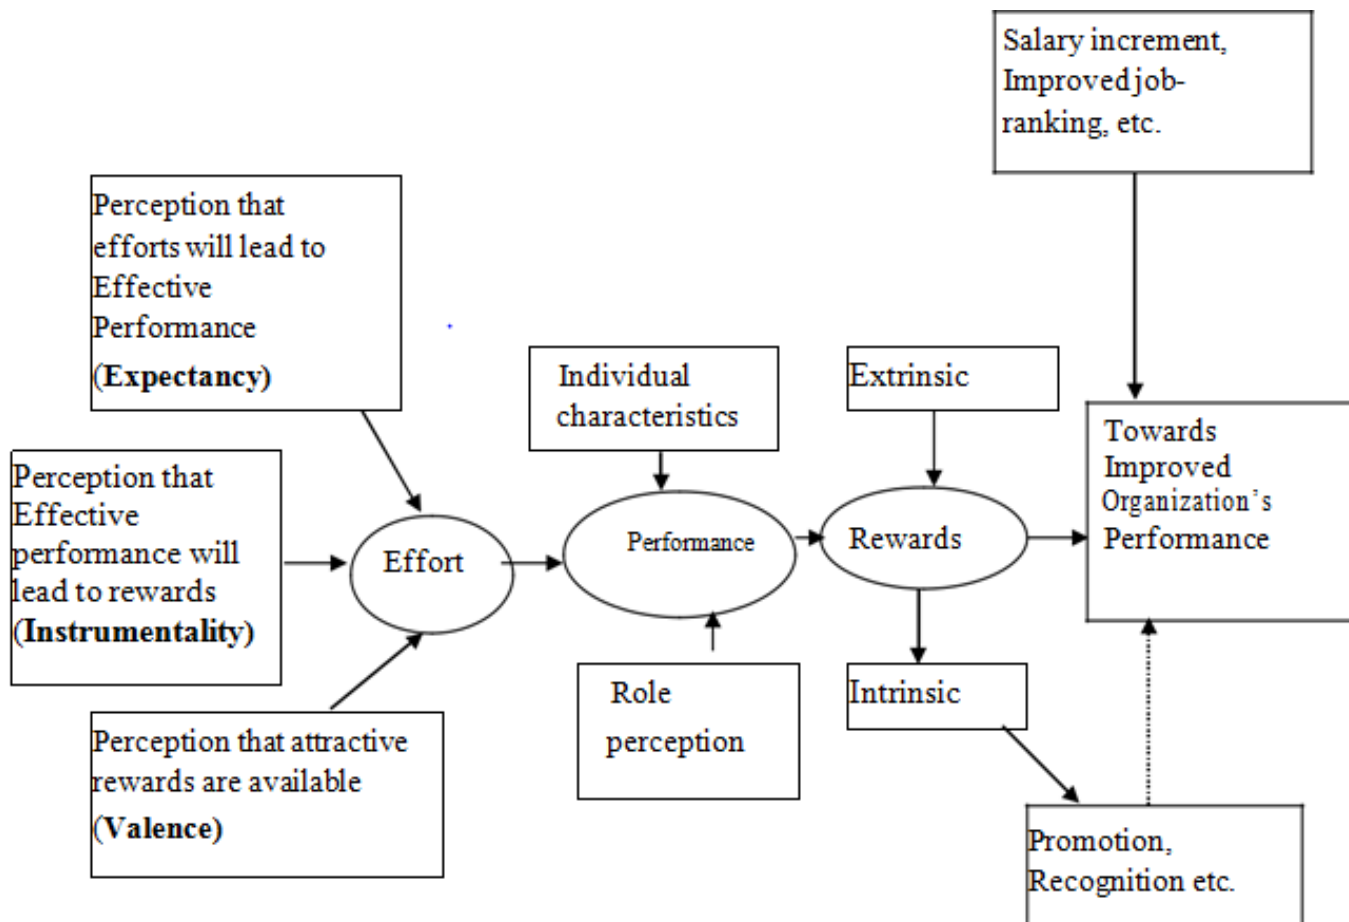 Salary increment,
Improved job-
ranking, etc.
Perception that
efforts will lead to
Effective
Performance
(Expectancy)
Individual
characteristics
Extrinsic
Towards
Improved
Organization’s
Performance
Perception that
Effective
performance will
lead to rewards
(Instrumentality)
Effort
Performance
Rewards
Role
perception
Intrinsic
Perception that attractive
rewards are available
(Valence)
Promotion,
Recognition etc.